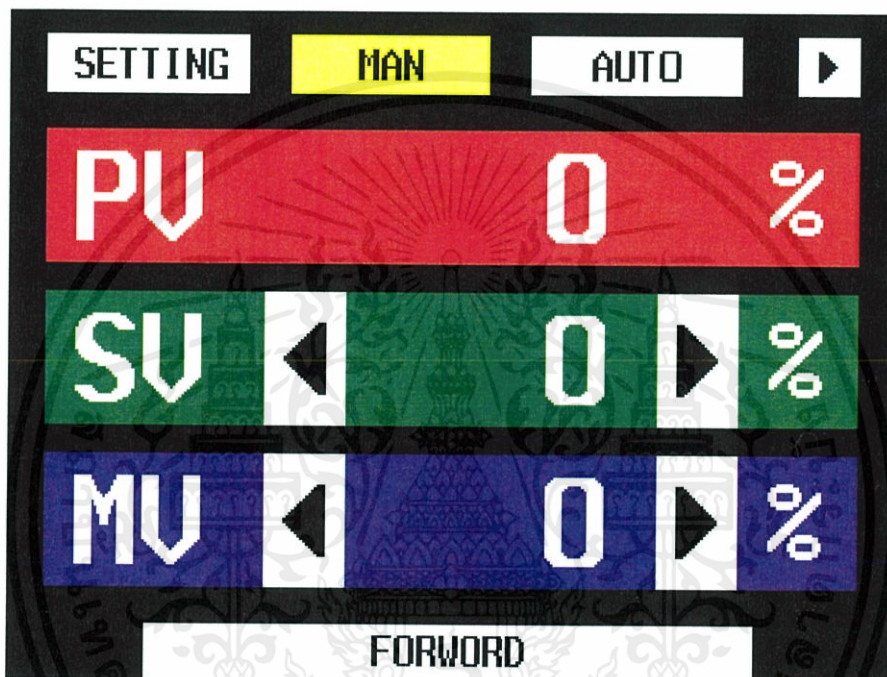 SETTING MAN AUTO ▶
PV 0 %
SV ◀ 0 ▶ %
MV ◀ 0 ▶ %
FORWORD